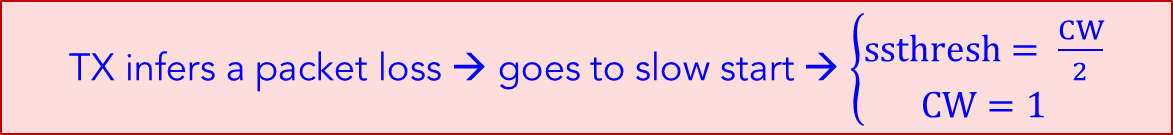 TX infers a packet loss → goes to slow start → { ssthresh = CW/2
CW = 1